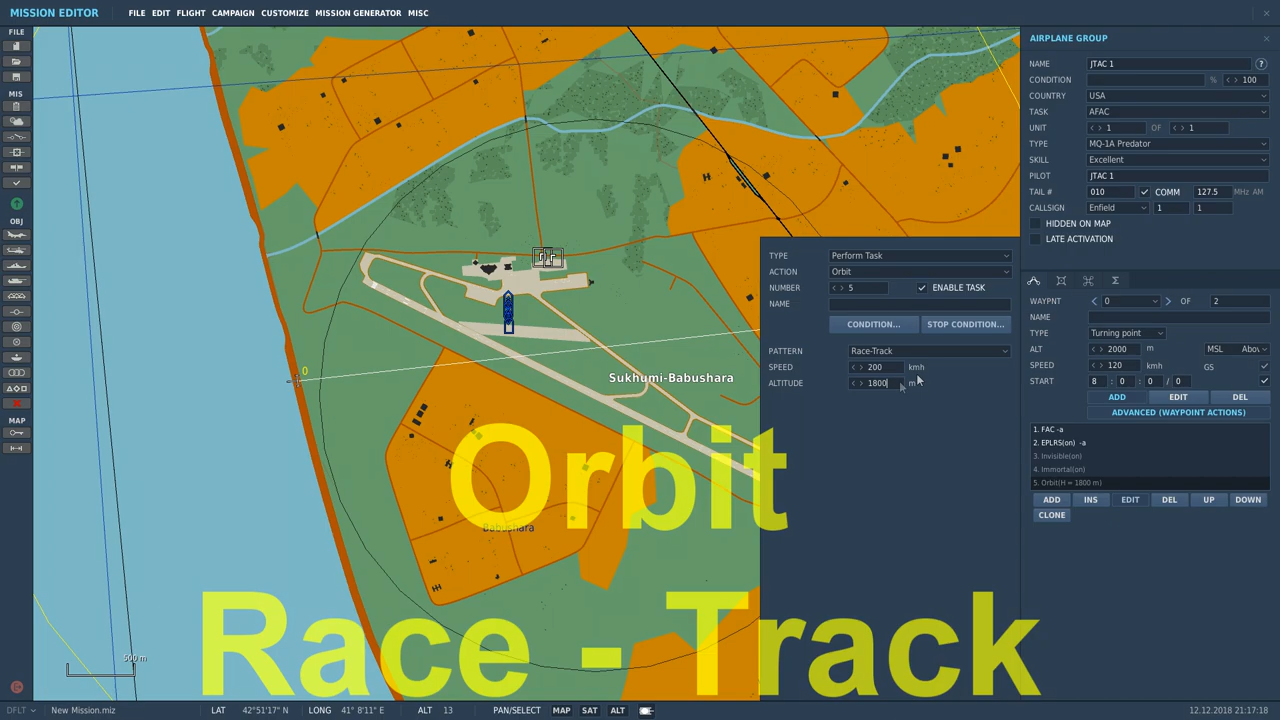 MISSION EDITOR
FILE EDIT FLIGHT CAMPAIGN CUSTOMIZE MISSION GENERATOR MISC
FILE
MIS
OBJ
MAP
0
Sukhumi-Babushara
Babushara
500 m
Orbit
Race - Track
TYPE Perform Task
ACTION Orbit
NUMBER 5 ENABLE TASK
NAME
CONDITION... STOP CONDITION...
PATTERN Race-Track
SPEED 200 kmh
ALTITUDE 1800 m
AIRPLANE GROUP
NAME JTAC 1 ?
CONDITION % 100
COUNTRY USA
TASK AFAC
UNIT 1 OF 1
TYPE MQ-1A Predator
SKILL Excellent
PILOT JTAC 1
TAIL # 010 COMM 127.5 MHz AM
CALLSIGN Enfield 1 1
HIDDEN ON MAP
LATE ACTIVATION
WAYPNT 0 OF 2
NAME
TYPE Turning point
ALT 2000 m MSL Abov
SPEED 120 kmh GS
START 8 : 0 : 0 / 0
ADD EDIT DEL
ADVANCED (WAYPOINT ACTIONS)
1. FAC -a
2. EPLRS(on) -a
3. Invisible(on)
4. Immortal(on)
5. Orbit(H = 1800 m)
ADD INS EDIT DEL UP DOWN
CLONE
DFLT New Mission.miz LAT 42°51'17" N LONG 41° 8'11" E ALT 13 PAN/SELECT MAP SAT ALT 12.12.2018 21:17:18